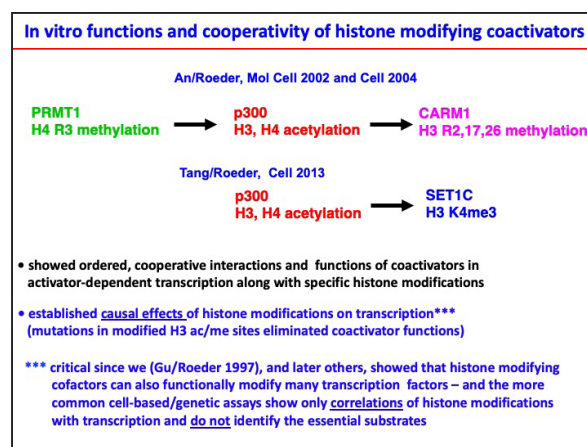 In vitro functions and cooperativity of histone modifying coactivators
An/Roeder, Mol Cell 2002 and Cell 2004
PRMT1 p300 CARM1
H4 R3 methylation H3, H4 acetylation H3 R2,17,26 methylation
Tang/Roeder, Cell 2013
p300 SET1C
H3, H4 acetylation H3 K4me3
• showed ordered, cooperative interactions and functions of coactivators in
activator-dependent transcription along with specific histone modifications
• established causal effects of histone modifications on transcription***
(mutations in modified H3 ac/me sites eliminated coactivator functions)
*** critical since we (Gu/Roeder 1997), and later others, showed that histone modifying
cofactors can also functionally modify many transcription factors – and the more
common cell-based/genetic assays show only correlations of histone modifications
with transcription and do not identify the essential substrates